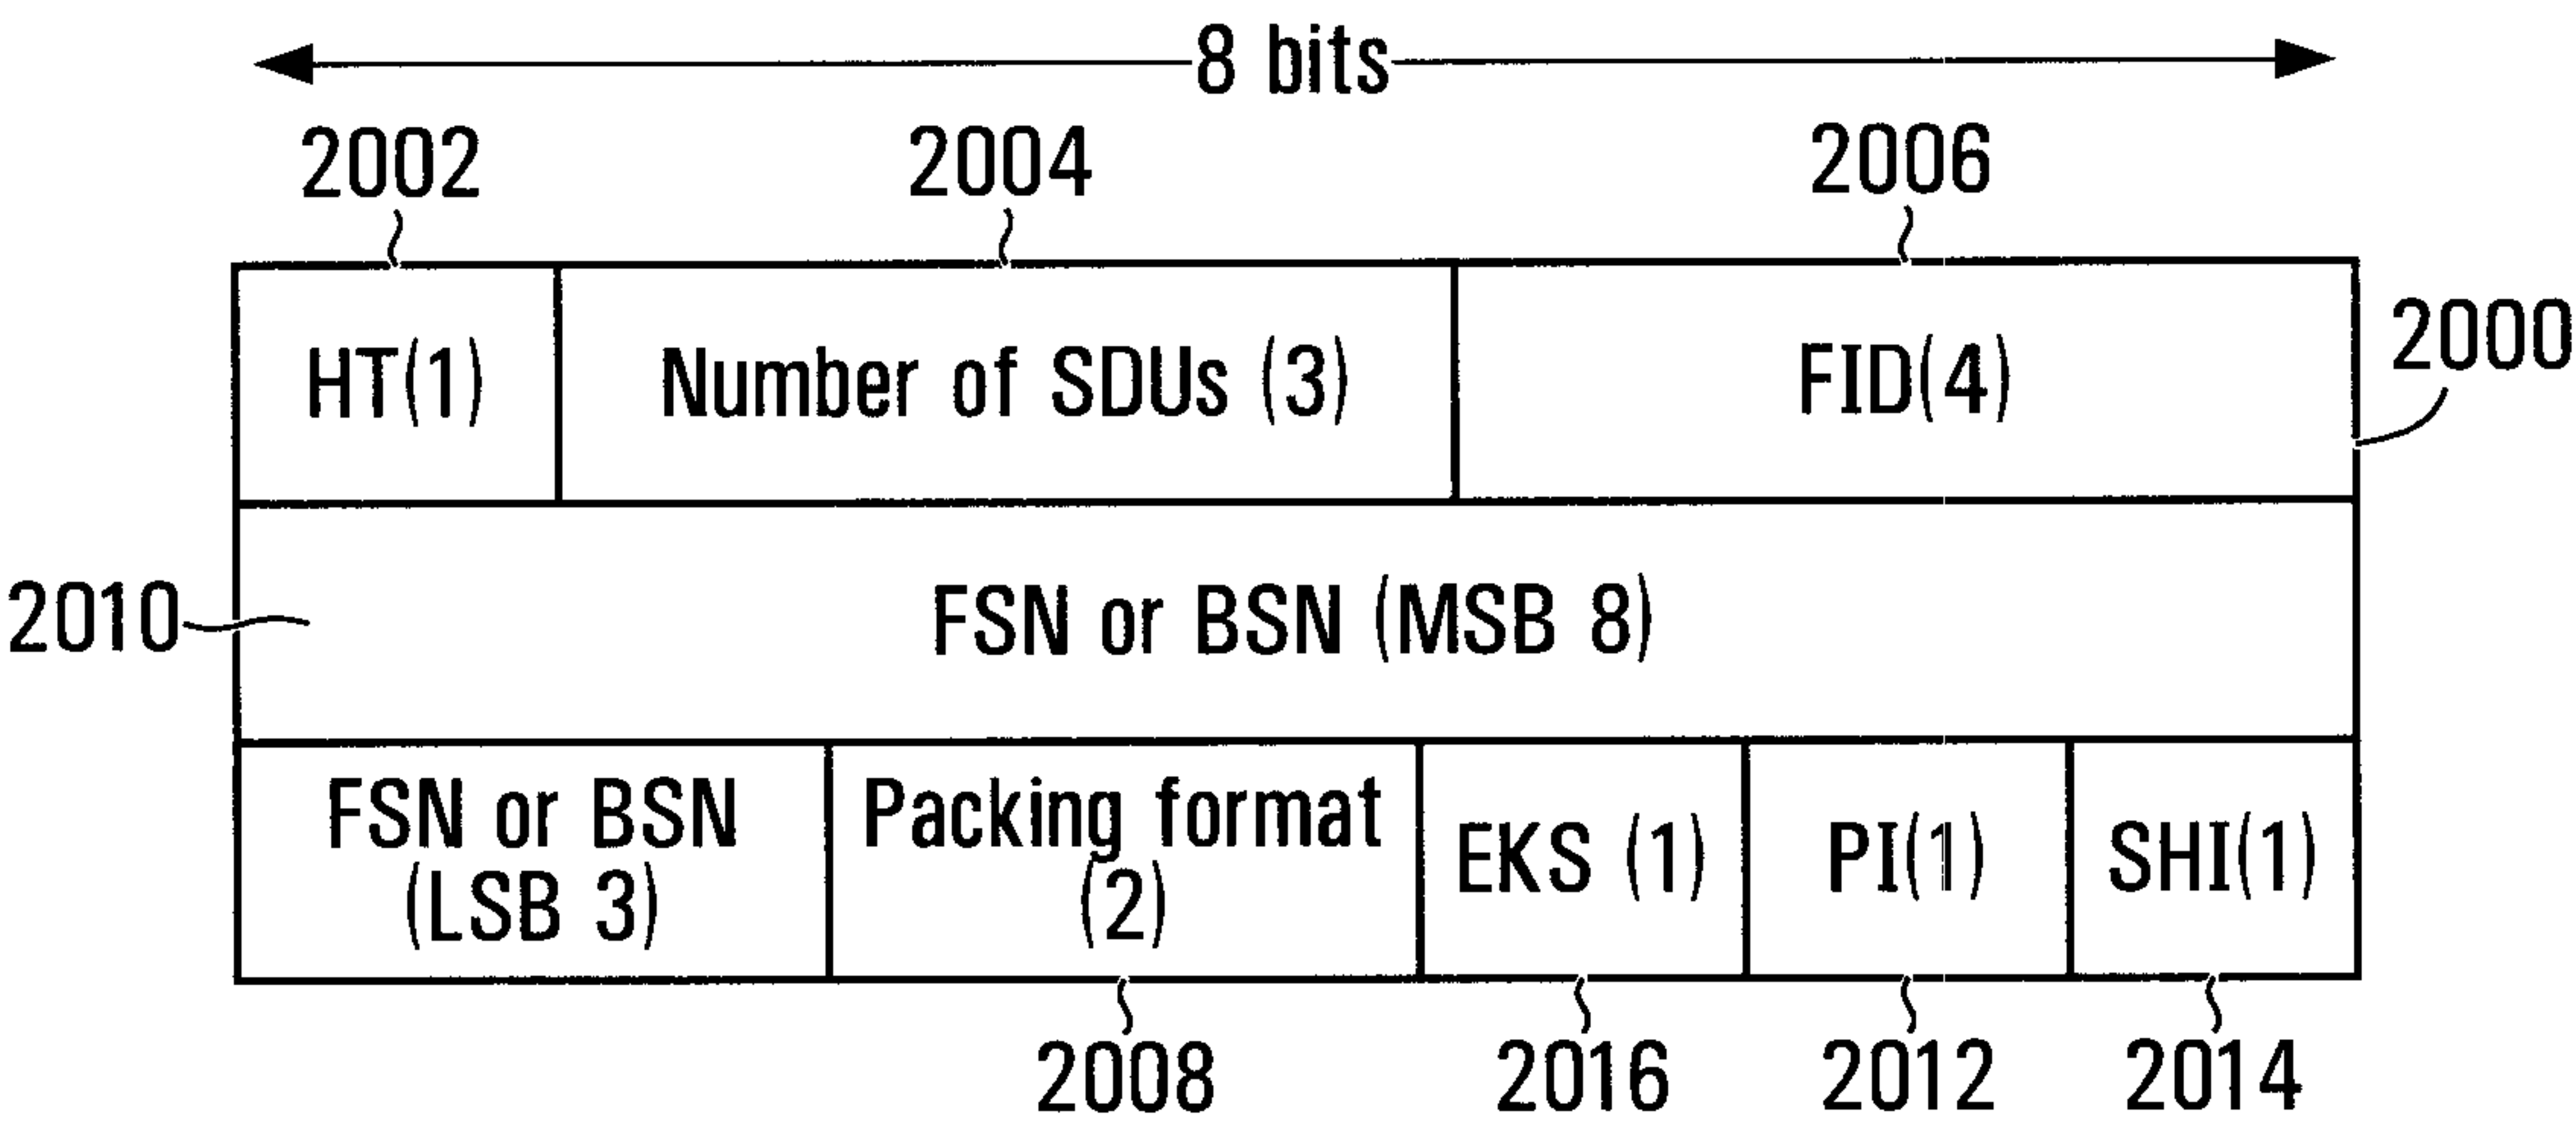 8 bits
2002 2004 2006
HT(1) Number of SDUs (3) FID(4) 2000
2010 FSN or BSN (MSB 8)
FSN or BSN Packing format EKS (1) PI(1) SHI(1)
(LSB 3) (2)
2008 2016 2012 2014